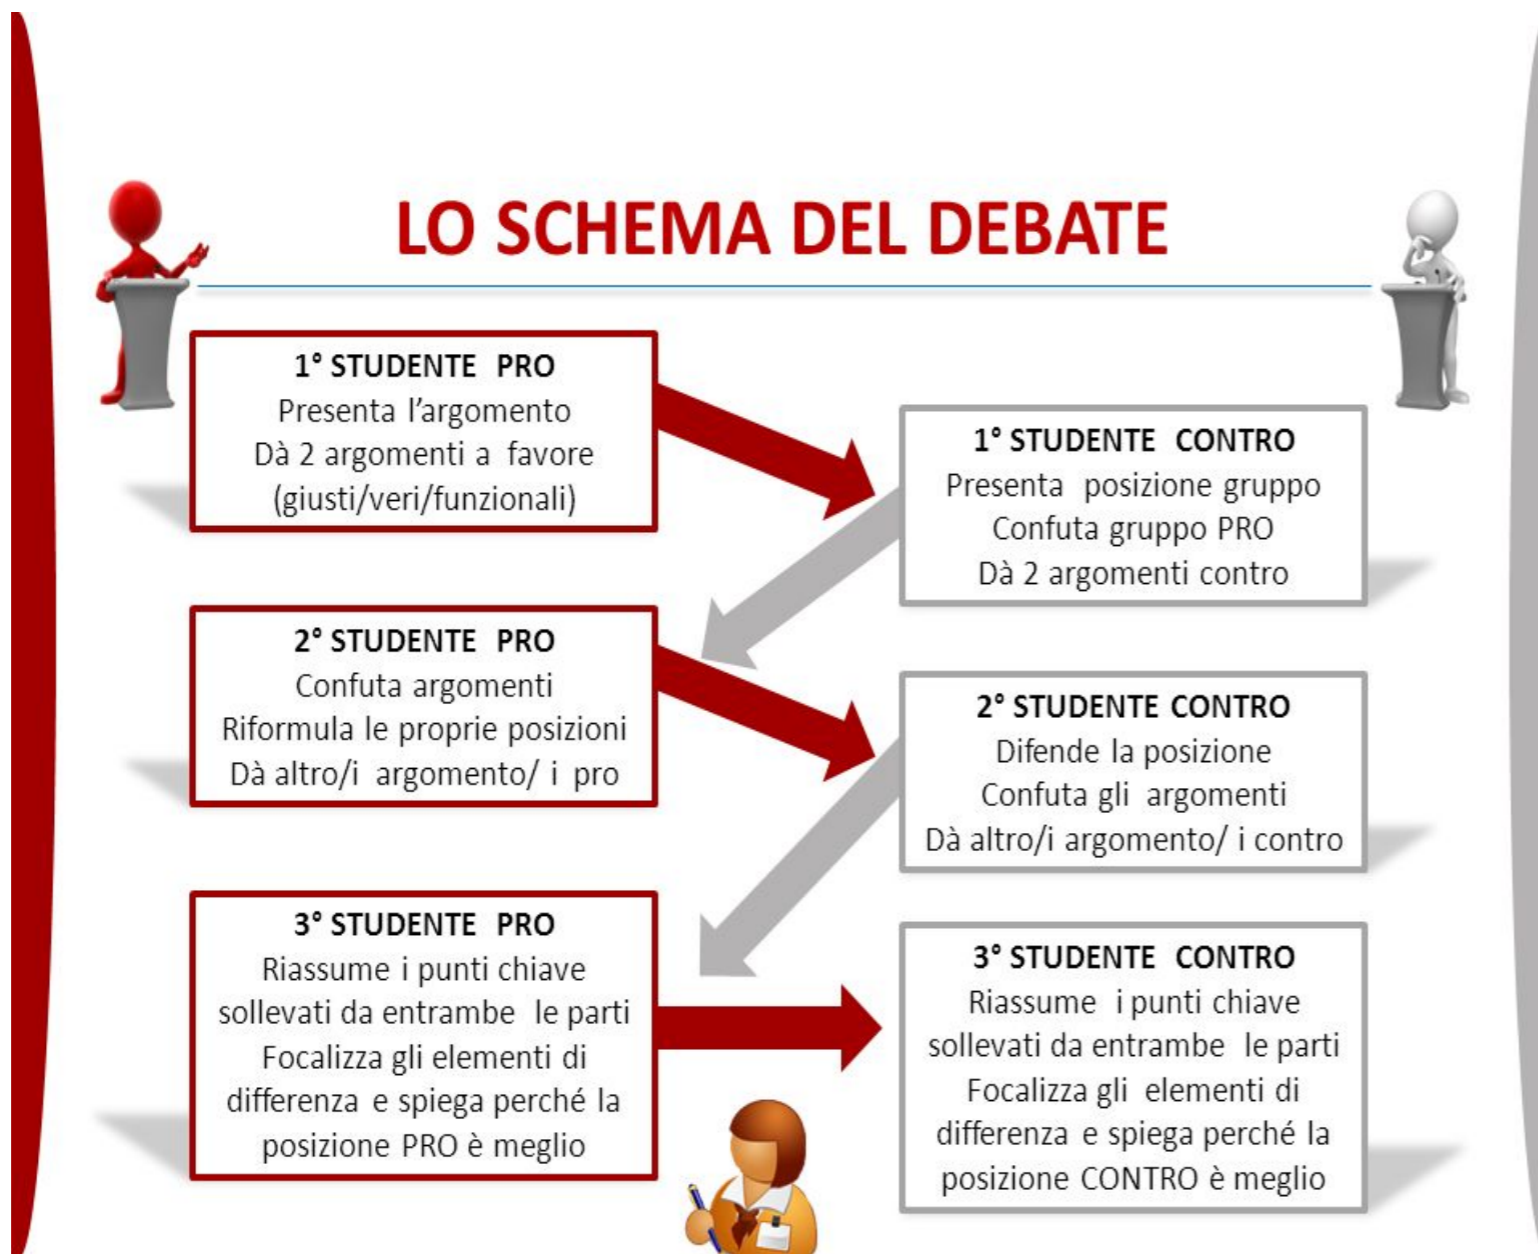 LO SCHEMA DEL DEBATE
1° STUDENTE PRO
Presenta l'argomento
Dà 2 argomenti a favore
(giusti/veri/funzionali)
1° STUDENTE CONTRO
Presenta posizione gruppo
Confuta gruppo PRO
Dà 2 argomenti contro
2° STUDENTE PRO
Confuta argomenti
Riformula le proprie posizioni
Dà altro/i argomento/ i pro
2° STUDENTE CONTRO
Difende la posizione
Confuta gli argomenti
Dà altro/i argomento/ i contro
3° STUDENTE PRO
Riassume i punti chiave
sollevati da entrambe le parti
Focalizza gli elementi di
differenza e spiega perché la
posizione PRO è meglio
3° STUDENTE CONTRO
Riassume i punti chiave
sollevati da entrambe le parti
Focalizza gli elementi di
differenza e spiega perché la
posizione CONTRO è meglio